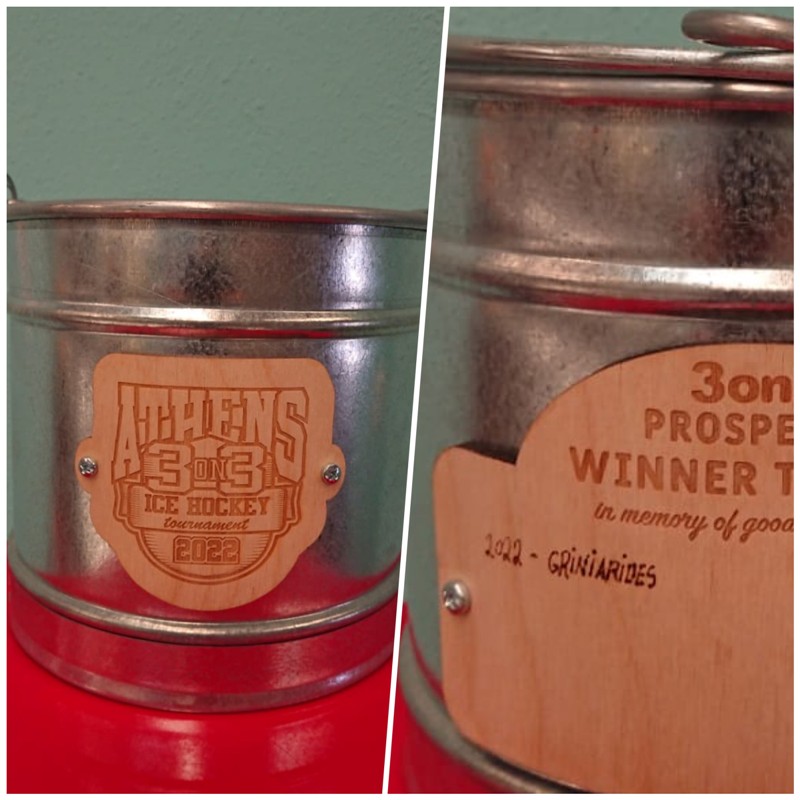 ATHENS
3 ON 3
ICE HOCKEY
tournament
2022
3on
PROSPE
WINNER T
in memory of good
2022 - GRiNiARiDES